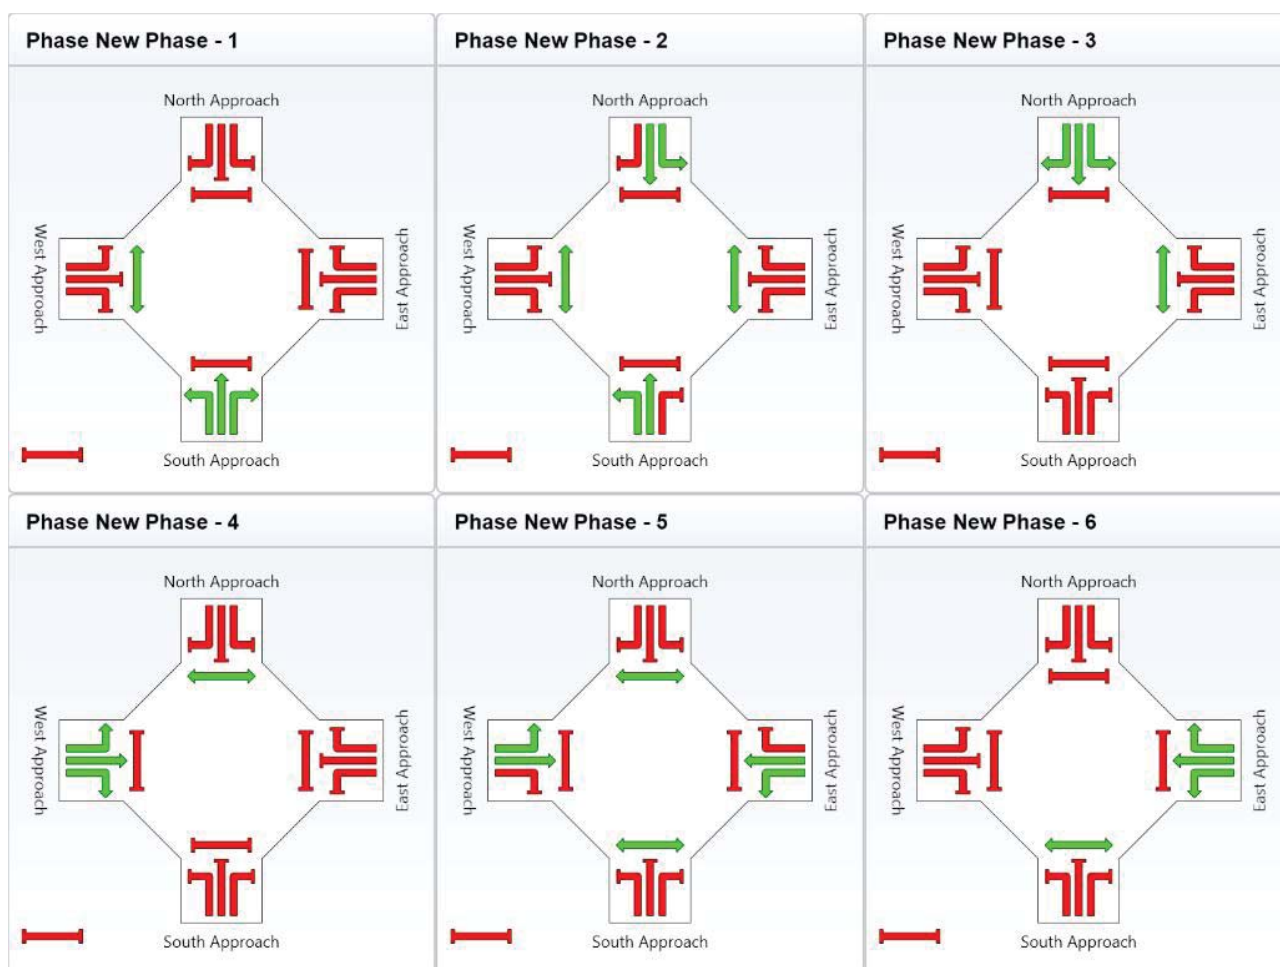 Phase New Phase - 1
North Approach
West Approach
East Approach
South Approach
Phase New Phase - 2
North Approach
West Approach
East Approach
South Approach
Phase New Phase - 3
North Approach
West Approach
East Approach
South Approach
Phase New Phase - 4
North Approach
West Approach
East Approach
South Approach
Phase New Phase - 5
North Approach
West Approach
East Approach
South Approach
Phase New Phase - 6
North Approach
West Approach
East Approach
South Approach